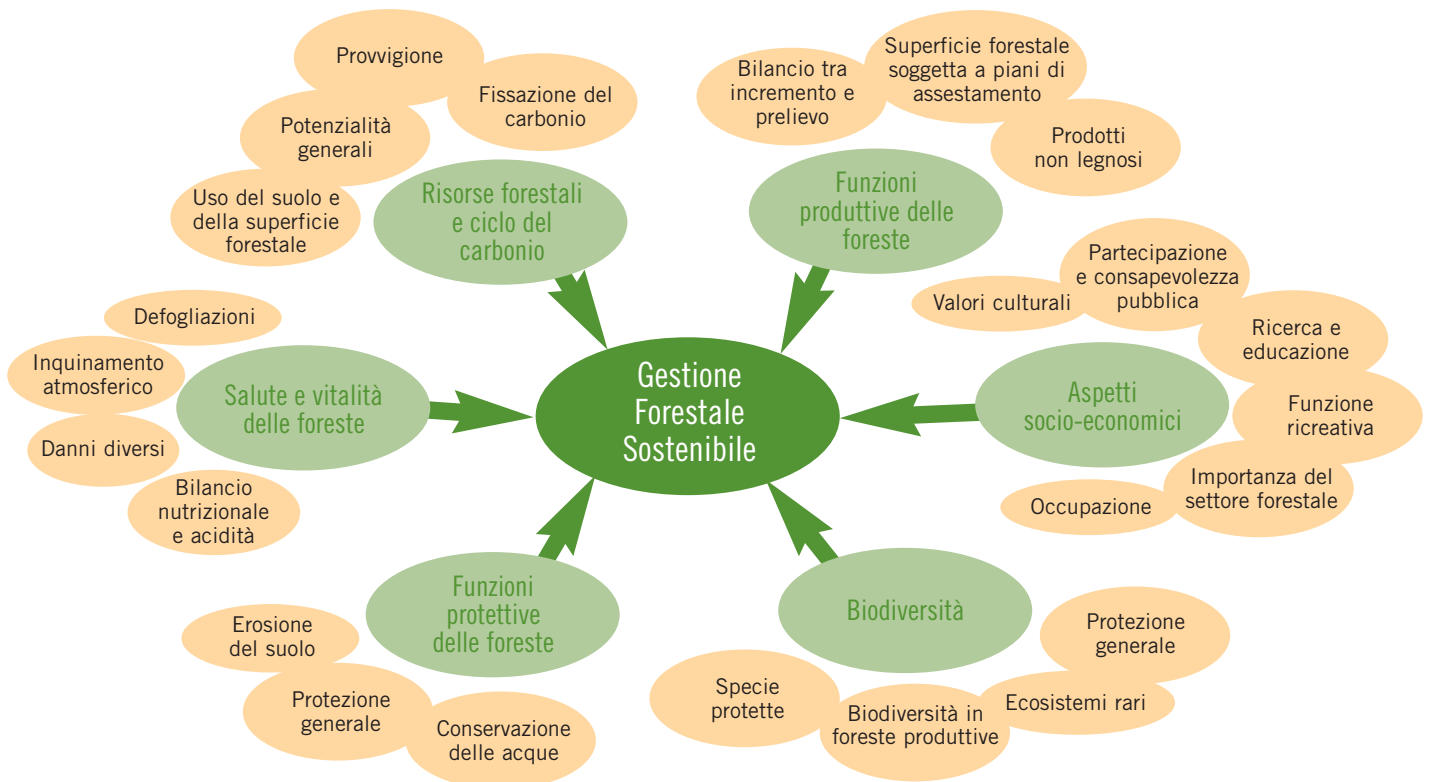 Provvigione
Fissazione del
carbonio
Potenzialità
generali
Uso del suolo e
della superficie
forestale
Risorse forestali
e ciclo del
carbonio
Bilancio tra
incremento e
prelievo
Superficie forestale
soggetta a piani di
assestamento
Prodotti
non legnosi
Funzioni
produttive delle
foreste
Defogliazioni
Inquinamento
atmosferico
Danni diversi
Bilancio
nutrizionale
e acidità
Salute e vitalità
delle foreste
Gestione
Forestale
Sostenibile
Valori culturali
Partecipazione
e consapevolezza
pubblica
Ricerca e
educazione
Funzione
ricreativa
Importanza del
settore forestale
Occupazione
Aspetti
socio-economici
Funzioni
protettive
delle foreste
Erosione
del suolo
Protezione
generale
Conservazione
delle acque
Biodiversità
Specie
protette
Biodiversità in
foreste produttive
Ecosistemi rari
Protezione
generale